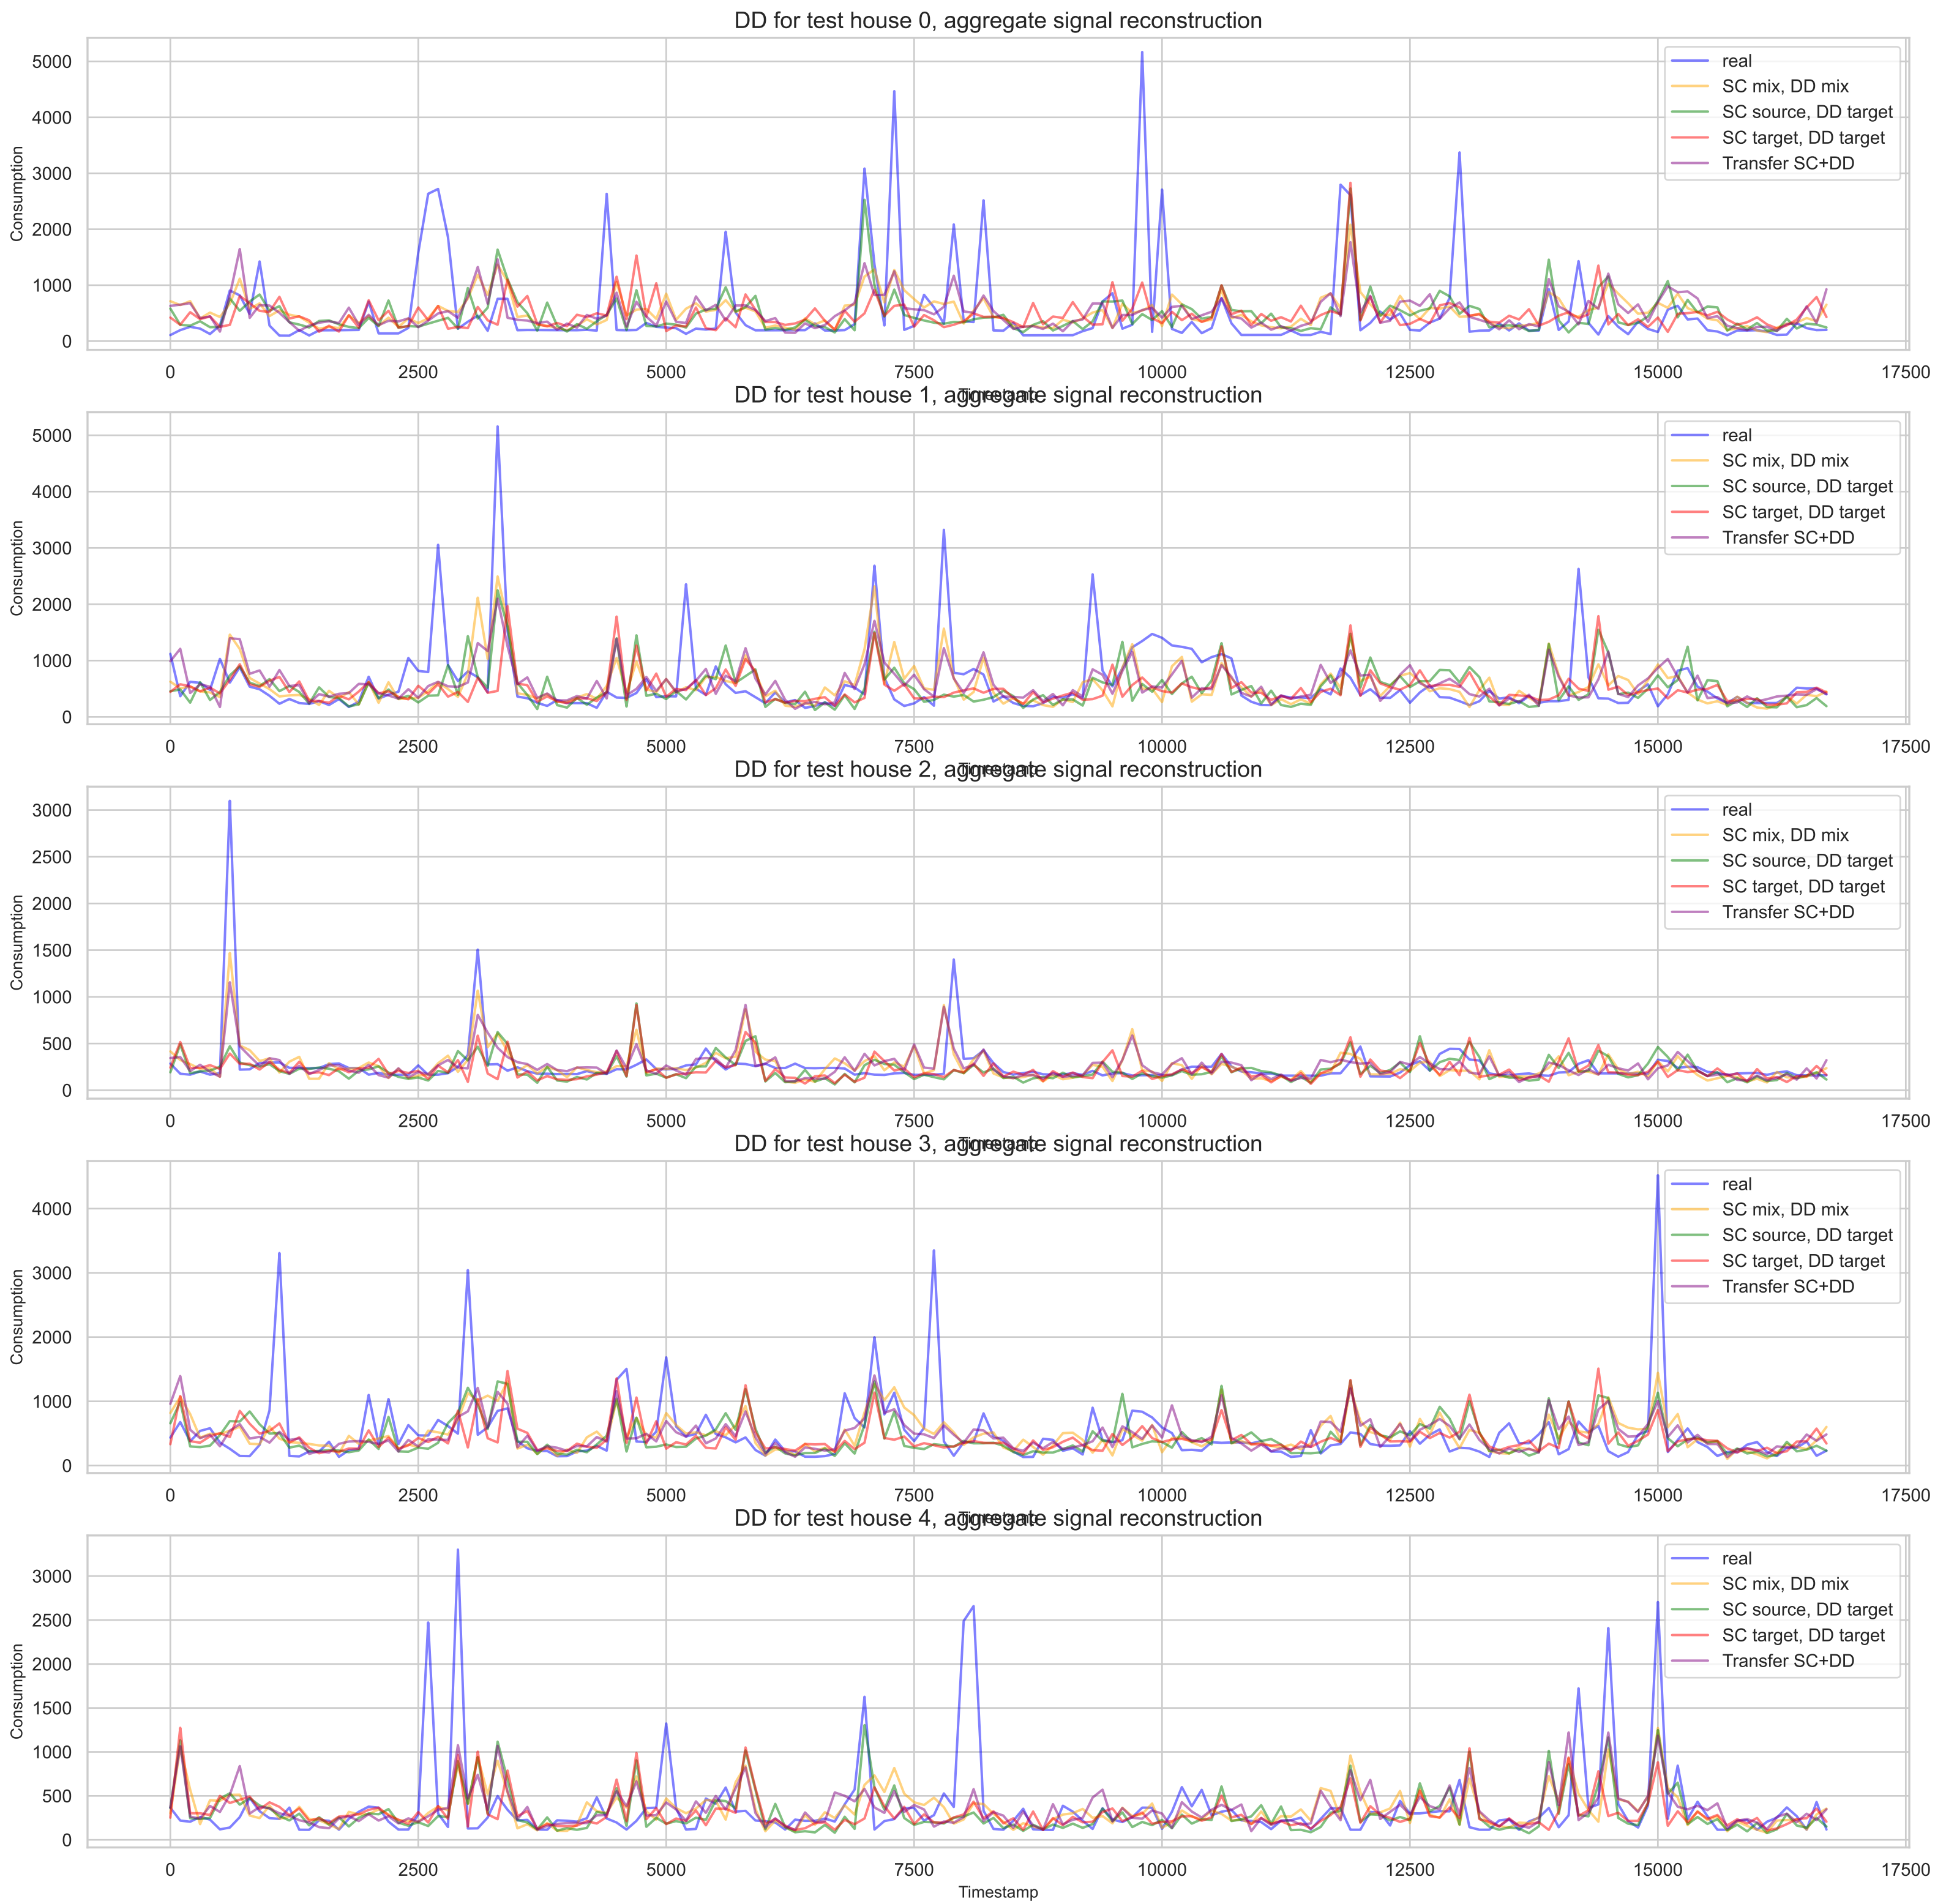 DD for test house 0, aggregate signal reconstruction
Consumption
5000
4000
3000
2000
1000
0
real
SC mix, DD mix
SC source, DD target
SC target, DD target
Transfer SC+DD
0 2500 5000 7500 10000 12500 15000 17500
Timestamp
DD for test house 1, aggregate signal reconstruction
Consumption
5000
4000
3000
2000
1000
0
real
SC mix, DD mix
SC source, DD target
SC target, DD target
Transfer SC+DD
0 2500 5000 7500 10000 12500 15000 17500
Timestamp
DD for test house 2, aggregate signal reconstruction
Consumption
3000
2500
2000
1500
1000
500
0
real
SC mix, DD mix
SC source, DD target
SC target, DD target
Transfer SC+DD
0 2500 5000 7500 10000 12500 15000 17500
Timestamp
DD for test house 3, aggregate signal reconstruction
Consumption
4000
3000
2000
1000
0
real
SC mix, DD mix
SC source, DD target
SC target, DD target
Transfer SC+DD
0 2500 5000 7500 10000 12500 15000 17500
Timestamp
DD for test house 4, aggregate signal reconstruction
Consumption
3000
2500
2000
1500
1000
500
0
real
SC mix, DD mix
SC source, DD target
SC target, DD target
Transfer SC+DD
0 2500 5000 7500 10000 12500 15000 17500
Timestamp